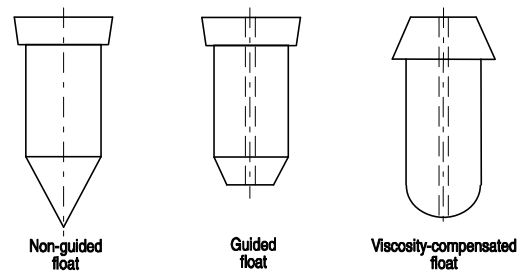 Non-guided
float
Guided
float
Viscosity-compensated
float